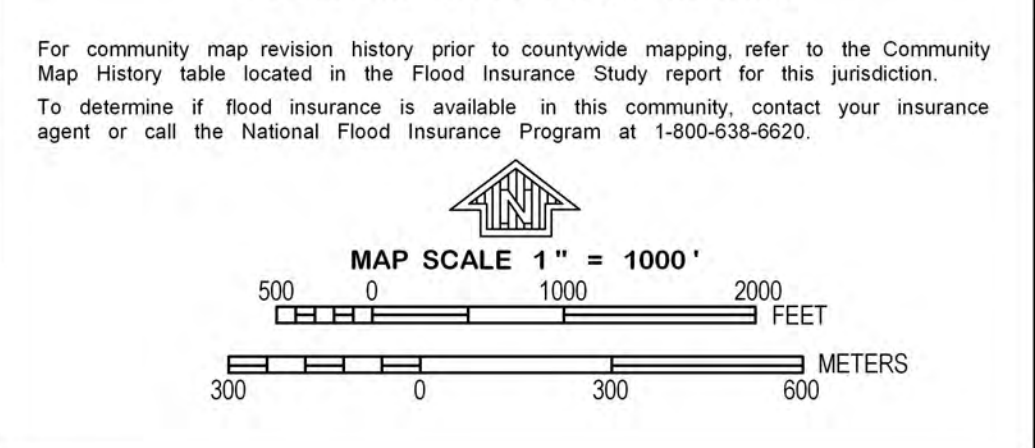 For community map revision history prior to countywide mapping, refer to the Community
Map History table located in the Flood Insurance Study report for this jurisdiction.
To determine if flood insurance is available in this community, contact your insurance
agent or call the National Flood Insurance Program at 1-800-638-6620.
N
MAP SCALE 1" = 1000'
500 0 1000 2000
FEET
METERS
300 0 300 600